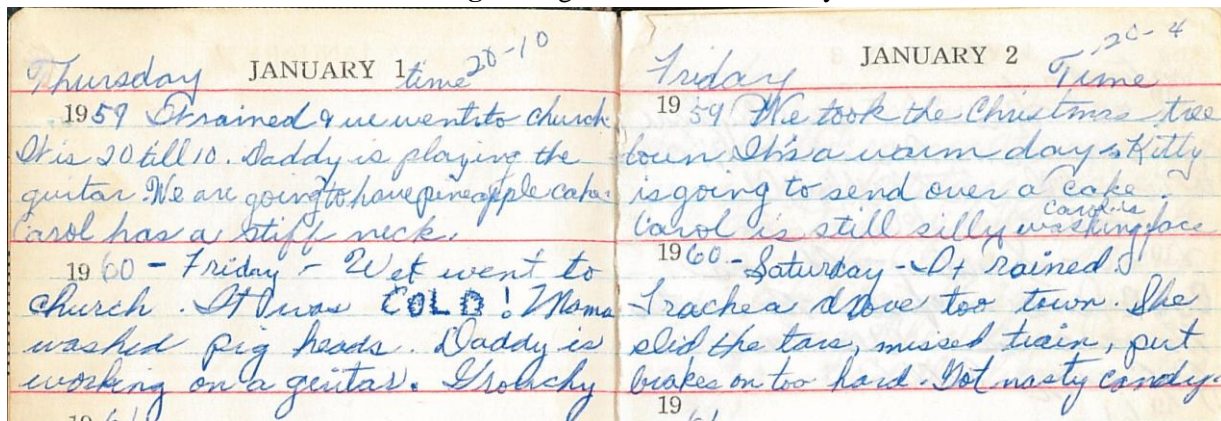 Thursday JANUARY 1 time 20-10
1959 It rained & we went to church
It is 20 till 10. Daddy is playing the
guitar. We are going to have pineapple cake.
Carol has a stiff neck.
1960 - Friday - Wet went to
church. It was COLD! Mama
washed pig heads. Daddy is
working on a guitar. Grouchy
JANUARY 2
Friday Time 20-4
1959 We took the Christmas tree
down It's a warm day & Kitty
is going to send over a cake.
Carol is still silly Carol is washing face
1960 - Saturday - It rained.
drove too town. She
slid the tars, missed train, put
brakes on too hard. Got nasty candy.
19